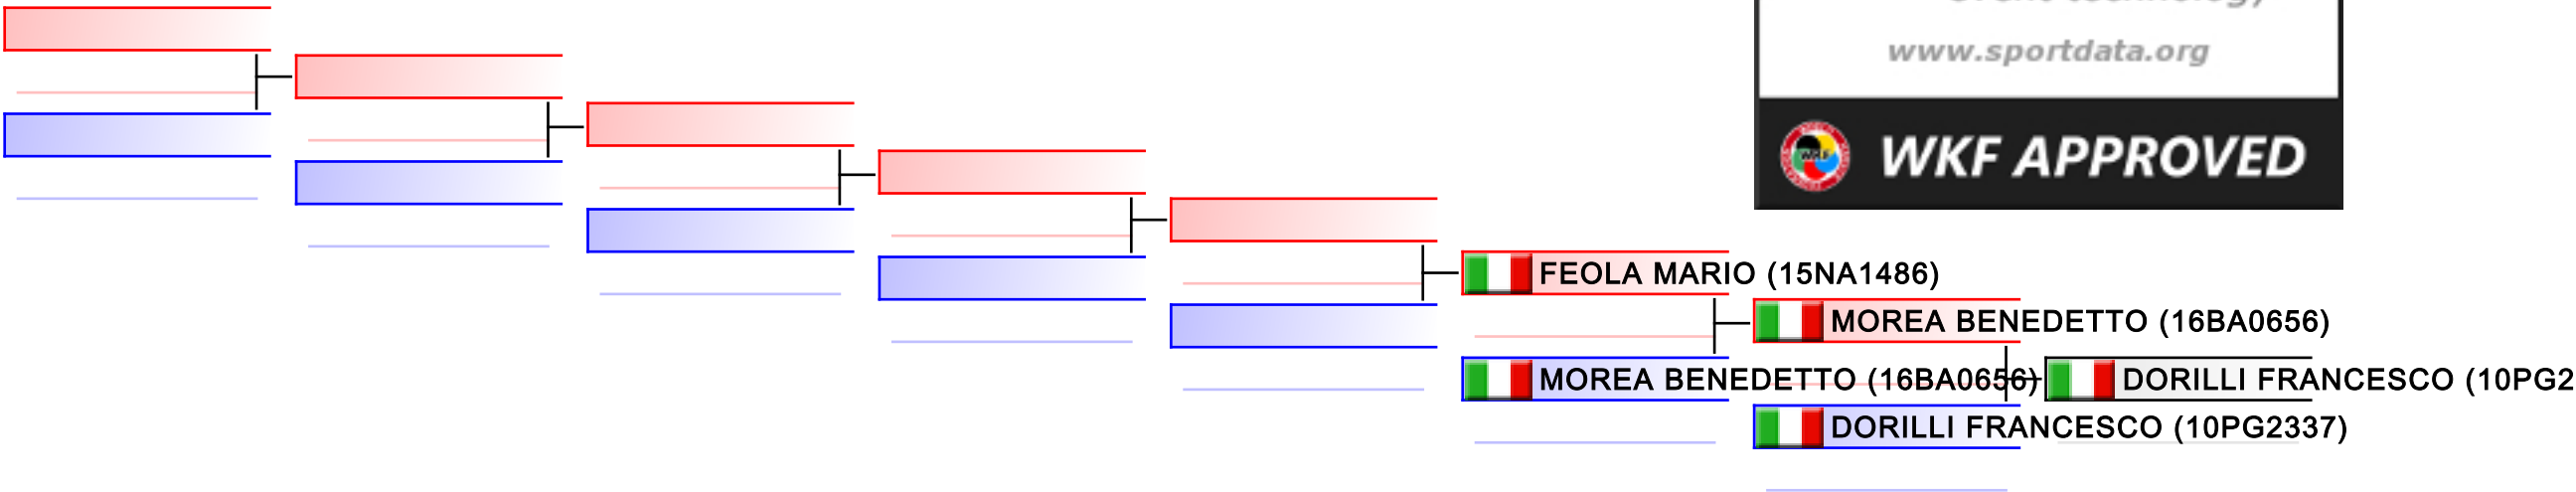 www.sportdata.org
WKF APPROVED
FEOLA MARIO (15NA1486)
MOREA BENEDETTO (16BA0656)
MOREA BENEDETTO (16BA0656)
DORILLI FRANCESCO (10PG2
DORILLI FRANCESCO (10PG2337)